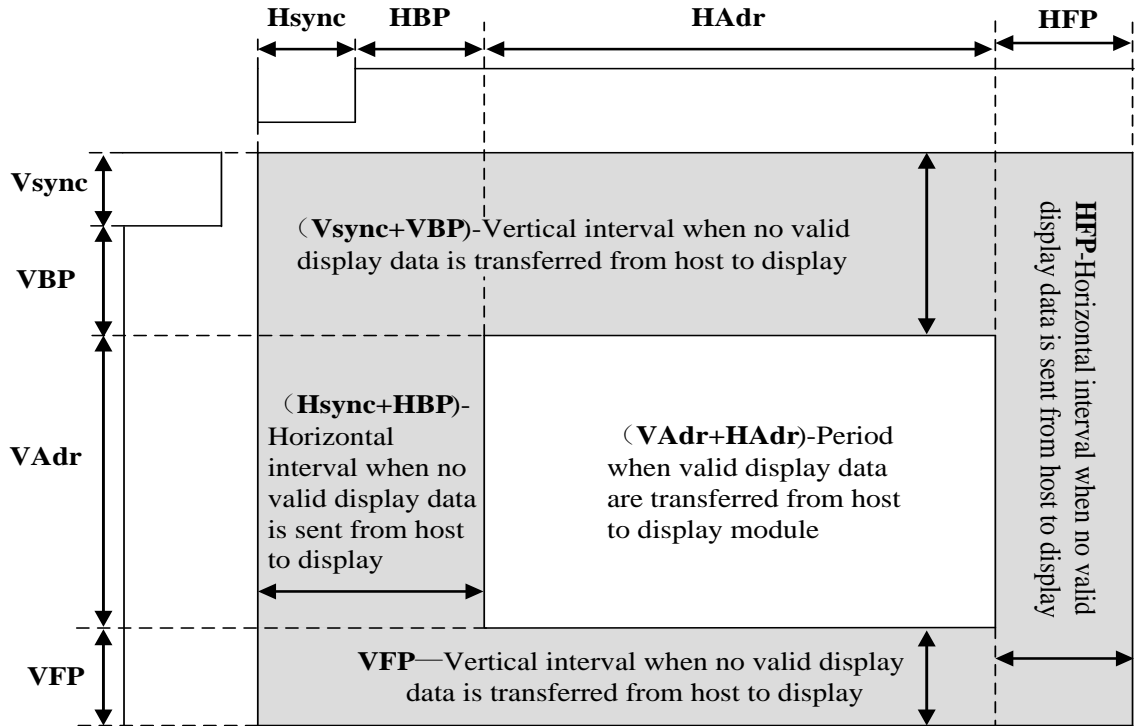 Hsync
HBP
HAdr
HFP
Vsync
VBP
VAdr
VFP
（Vsync+VBP)-Vertical interval when no valid
display data is transferred from host to display
（Hsync+HBP)-
Horizontal
interval when no
valid display data
is sent from host
to display
（VAdr+HAdr)-Period
when valid display data
are transferred from host
to display module
HFP-Horizontal interval when no valid
display data is sent from host to display
VFP—Vertical interval when no valid display
data is transferred from host to display